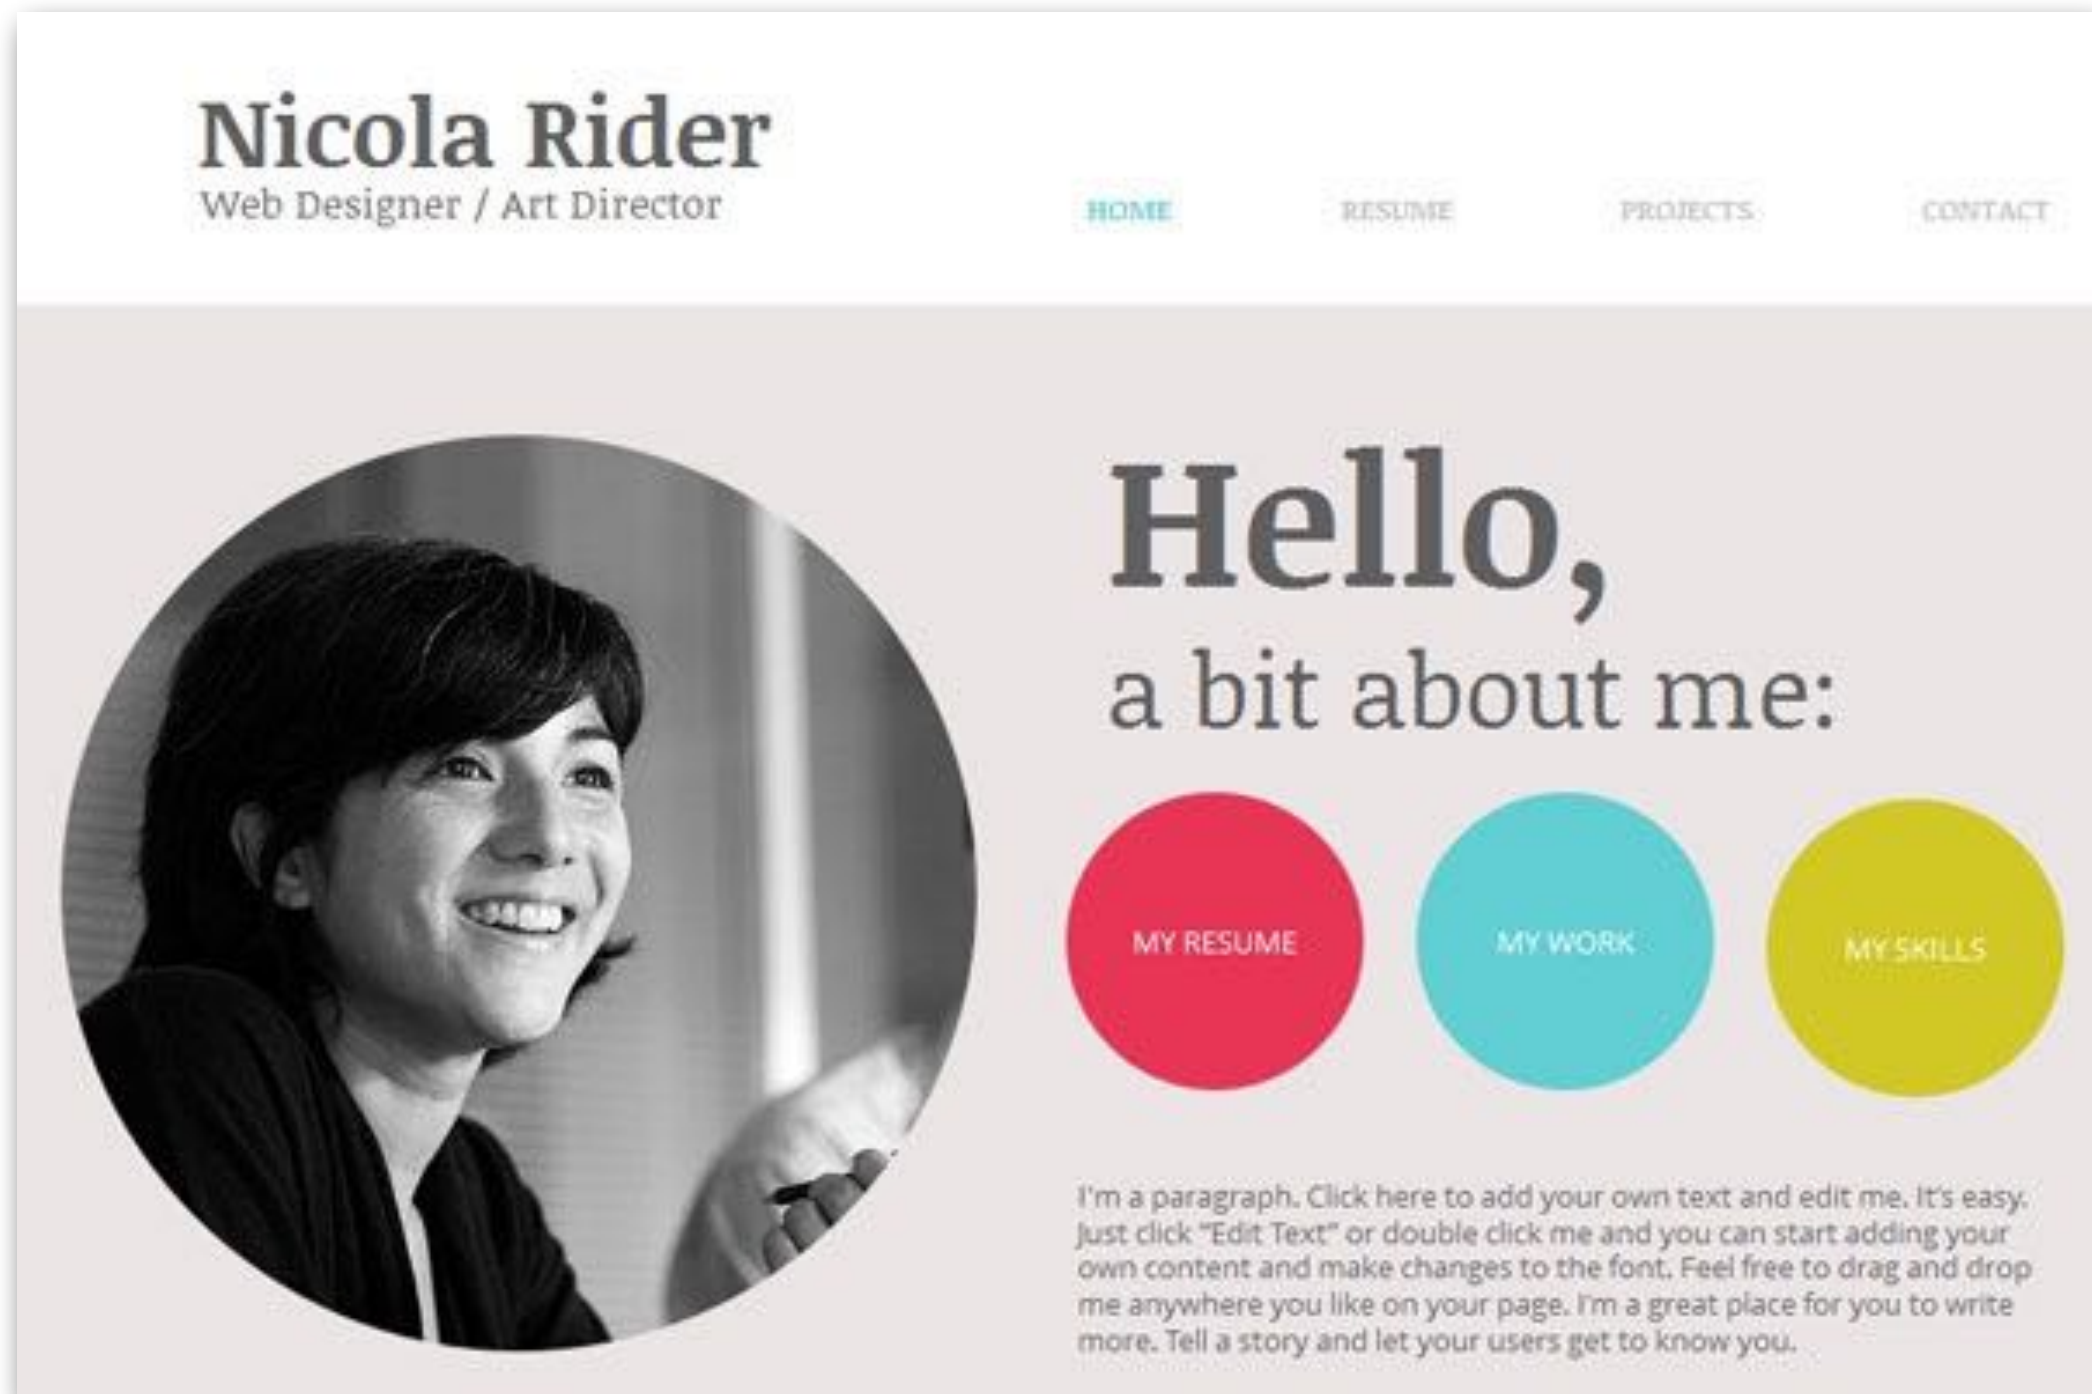 Nicola Rider
Web Designer / Art Director
HOME RESUME PROJECTS CONTACT
Hello,
a bit about me:
MY RESUME MY WORK MY SKILLS
I'm a paragraph. Click here to add your own text and edit me. It's easy.
Just click “Edit Text” or double click me and you can start adding your
own content and make changes to the font. Feel free to drag and drop
me anywhere you like on your page. I'm a great place for you to write
more. Tell a story and let your users get to know you.